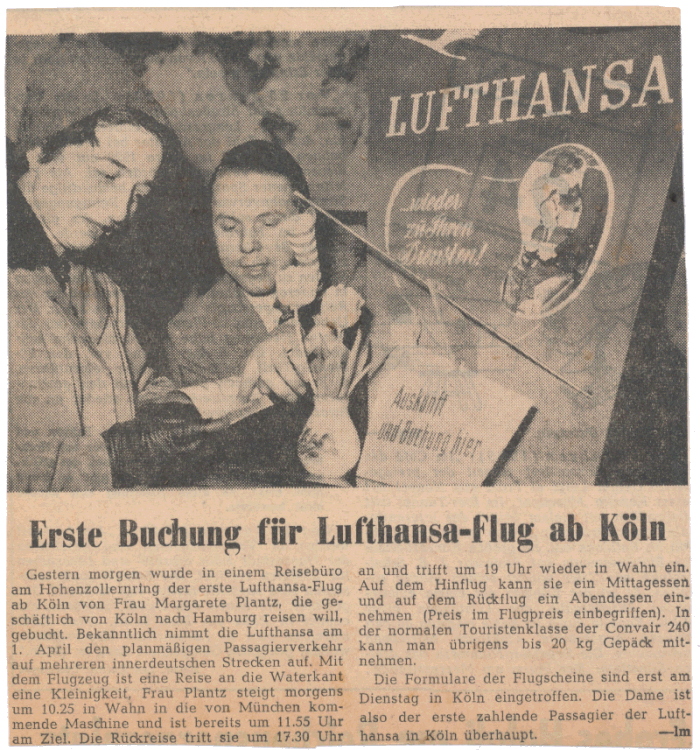 LUFTHANSA
...wieder
zu Ihren
Diensten!
Auskunft
und Buchung hier
Erste Buchung für Lufthansa-Flug ab Köln
Gestern morgen wurde in einem Reisebüro
am Hohenzollernring der erste Lufthansa-Flug
ab Köln von Frau Margarete Plantz, die ge-
schäftlich von Köln nach Hamburg reisen will,
gebucht. Bekanntlich nimmt die Lufthansa am
1. April den planmäßigen Passagierverkehr
auf mehreren innerdeutschen Strecken auf. Mit
dem Flugzeug ist eine Reise an die Waterkant
eine Kleinigkeit, Frau Plantz steigt morgens
um 10.25 in Wahn in die von München kom-
mende Maschine und ist bereits um 11.55 Uhr
am Ziel. Die Rückreise tritt sie um 17.30 Uhr
an und trifft um 19 Uhr wieder in Wahn ein.
Auf dem Hinflug kann sie ein Mittagessen
und auf dem Rückflug ein Abendessen ein-
nehmen (Preis im Flugpreis einbegriffen). In
der normalen Touristenklasse der Convair 240
kann man übrigens bis 20 kg Gepäck mit-
nehmen.
Die Formulare der Flugscheine sind erst am
Dienstag in Köln eingetroffen. Die Dame ist
also der erste zahlende Passagier der Luft-
hansa in Köln überhaupt. —lm